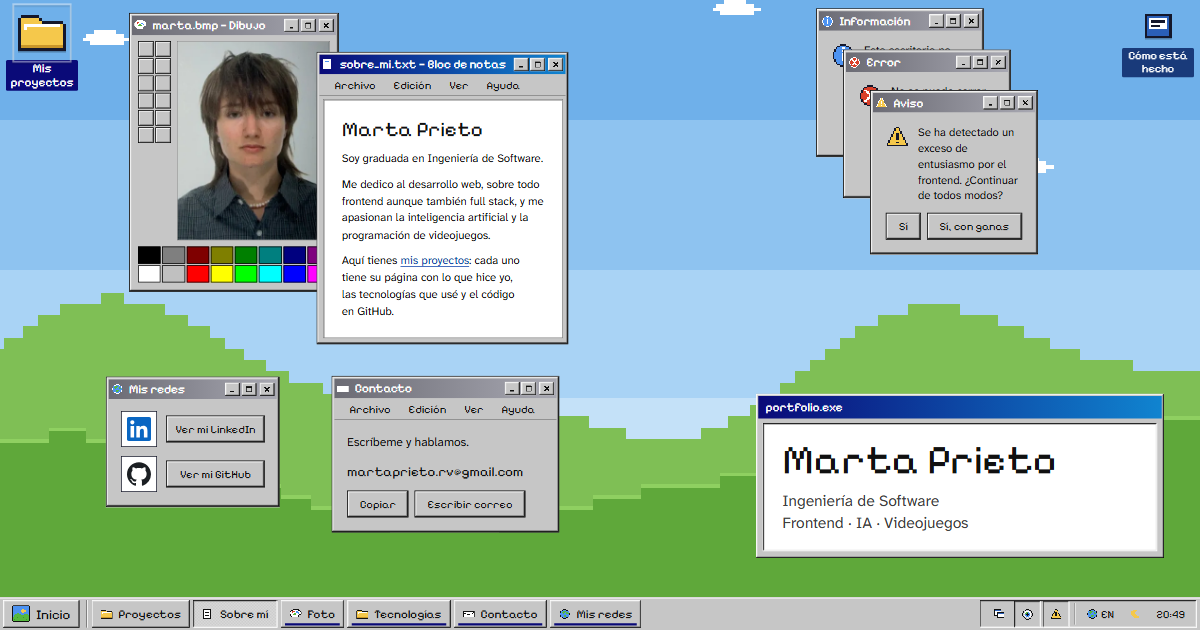 Mis
proyectos
marta.bmp - Dibujo
sobre_mi.txt - Bloc de notas
Archivo Edición Ver Ayuda
Marta Prieto
Soy graduada en Ingeniería de Software.
Me dedico al desarrollo web, sobre todo
frontend aunque también full stack, y me
apasionan la inteligencia artificial y la
programación de videojuegos.
Aquí tienes mis proyectos: cada uno
tiene su página con lo que hice yo,
las tecnologías que usé y el código
en GitHub.
Información
Error
Aviso
Se ha detectado un
exceso de
entusiasmo por el
frontend. ¿Continuar
de todos modos?
Sí
Sí, con ganas
Cómo está
hecho
Mis redes
in
Ver mi LinkedIn
Ver mi GitHub
Contacto
Archivo Edición Ver Ayuda
Escríbeme y hablamos.
martaprieto.rv@gmail.com
Copiar
Escribir correo
portfolio.exe
Marta Prieto
Ingeniería de Software
Frontend · IA · Videojuegos
Inicio
Proyectos
Sobre mi
Foto
Tecnologías
Contacto
Mis redes
EN
20:49